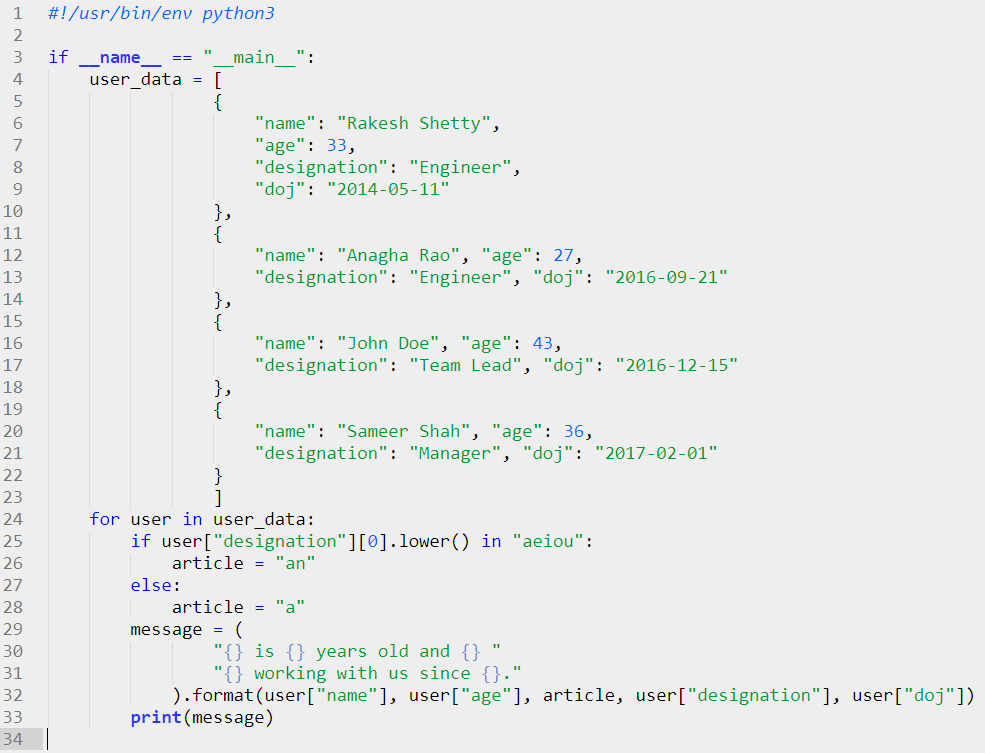 1 #!/usr/bin/env python3
2
3 if __name__ == "__main__":
4     user_data = [
5                 {
6                     "name": "Rakesh Shetty",
7                     "age": 33,
8                     "designation": "Engineer",
9                     "doj": "2014-05-11"
10                 },
11                 {
12                     "name": "Anagha Rao", "age": 27,
13                     "designation": "Engineer", "doj": "2016-09-21"
14                 },
15                 {
16                     "name": "John Doe", "age": 43,
17                     "designation": "Team Lead", "doj": "2016-12-15"
18                 },
19                 {
20                     "name": "Sameer Shah", "age": 36,
21                     "designation": "Manager", "doj": "2017-02-01"
22                 }
23                 ]
24     for user in user_data:
25         if user["designation"][0].lower() in "aeiou":
26             article = "an"
27         else:
28             article = "a"
29         message = (
30                 "{} is {} years old and {} "
31                 "{} working with us since {}."
32             ).format(user["name"], user["age"], article, user["designation"], user["doj"])
33         print(message)
34